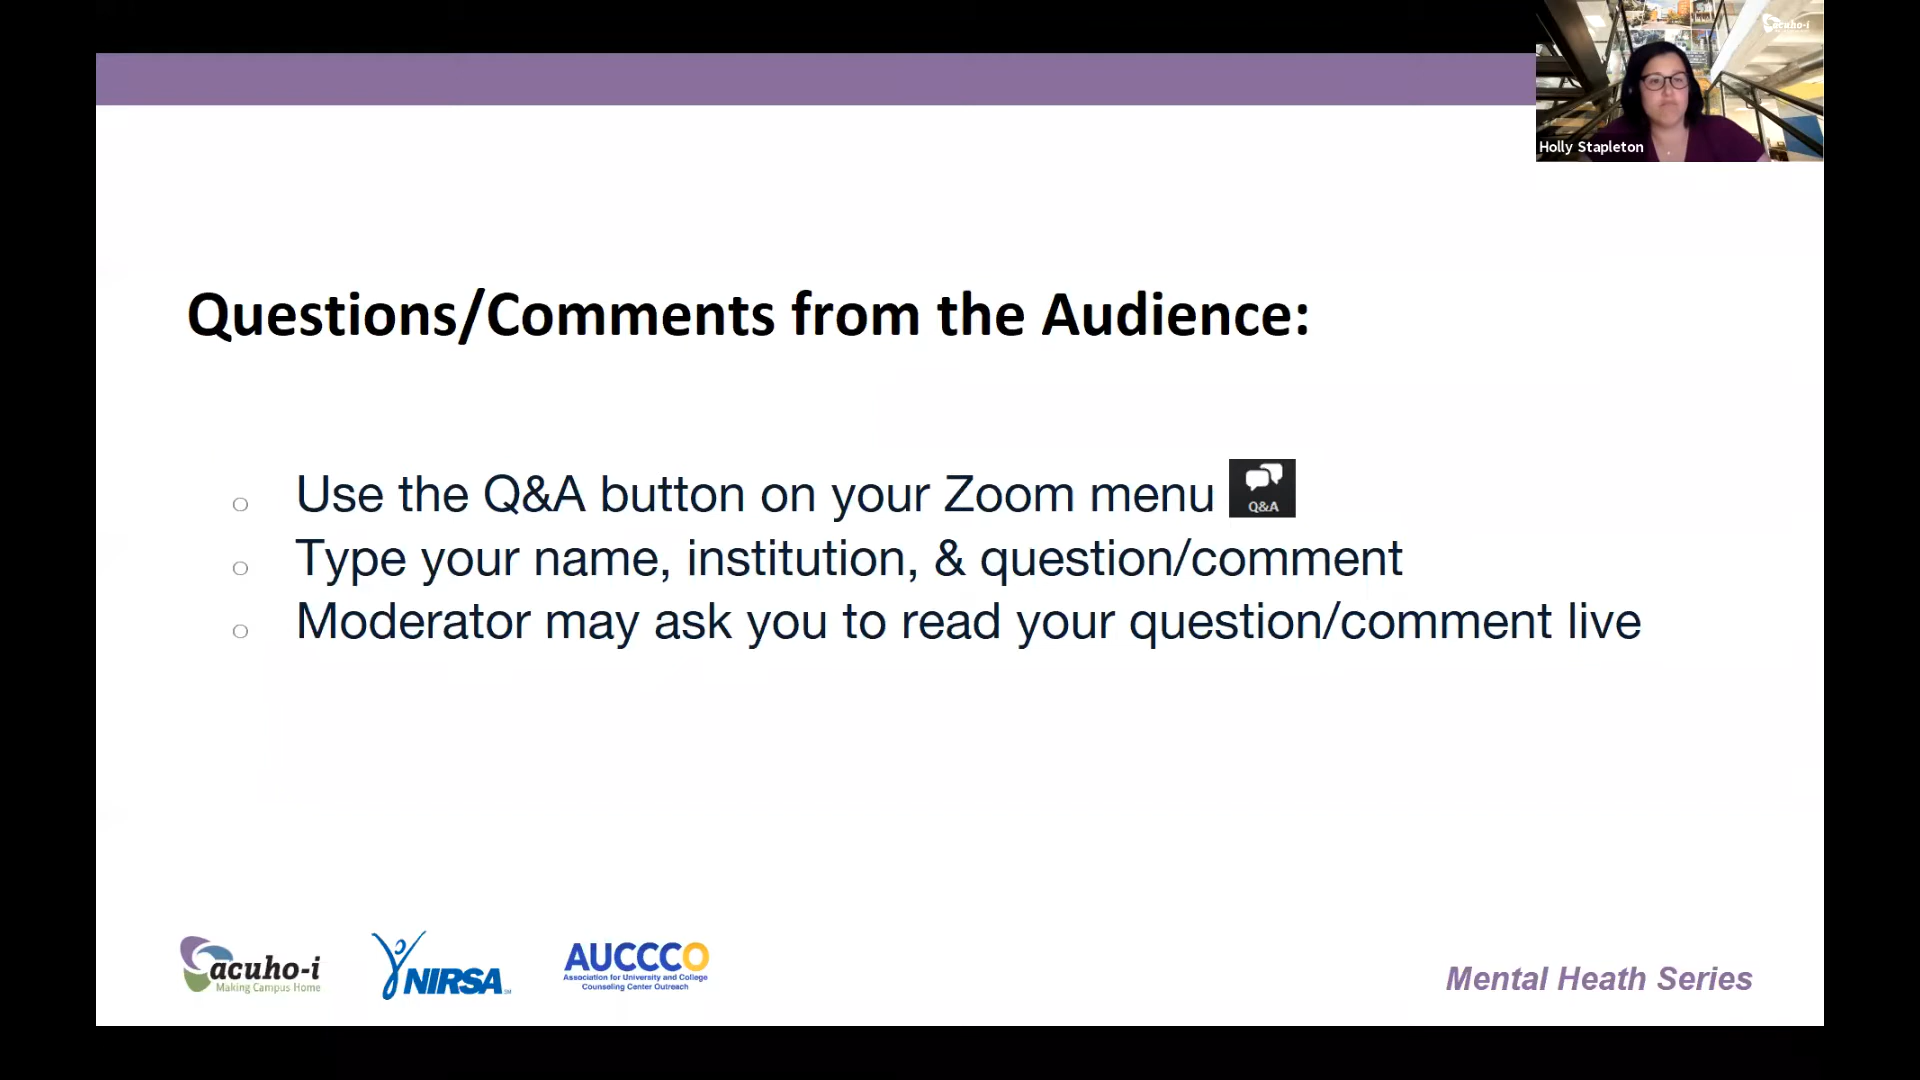 acuho-i
Holly Stapleton
Questions/Comments from the Audience:
Use the Q&A button on your Zoom menu
Q&A
Type your name, institution, & question/comment
Moderator may ask you to read your question/comment live
acuho-i
Making Campus Home
NIRSA
AUCCCO
Association for University and College
Counseling Center Outreach
Mental Heath Series